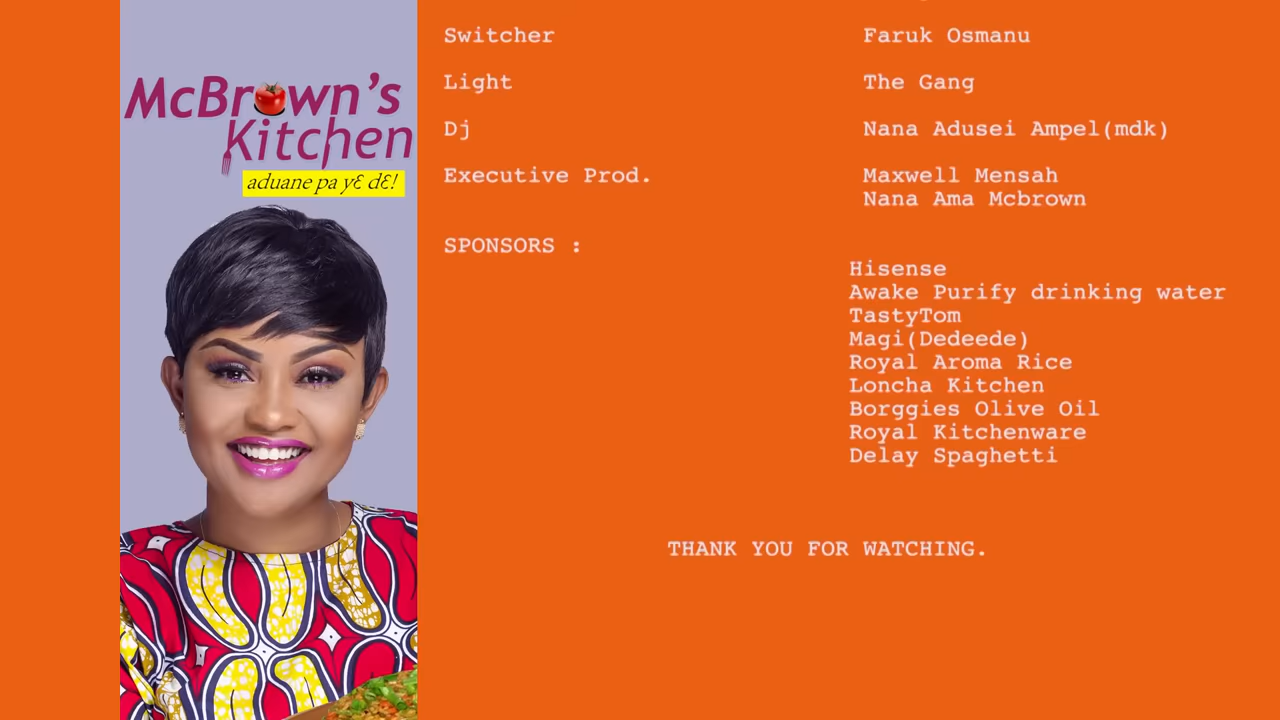 McBrown's
Kitchen
aduane pa yƐ dƐ!
Switcher Faruk Osmanu
Light The Gang
Dj Nana Adusei Ampel(mdk)
Executive Prod. Maxwell Mensah
Nana Ama Mcbrown
SPONSORS :
Hisense
Awake Purify drinking water
TastyTom
Magi(Dedeede)
Royal Aroma Rice
Loncha Kitchen
Borggies Olive Oil
Royal Kitchenware
Delay Spaghetti
THANK YOU FOR WATCHING.